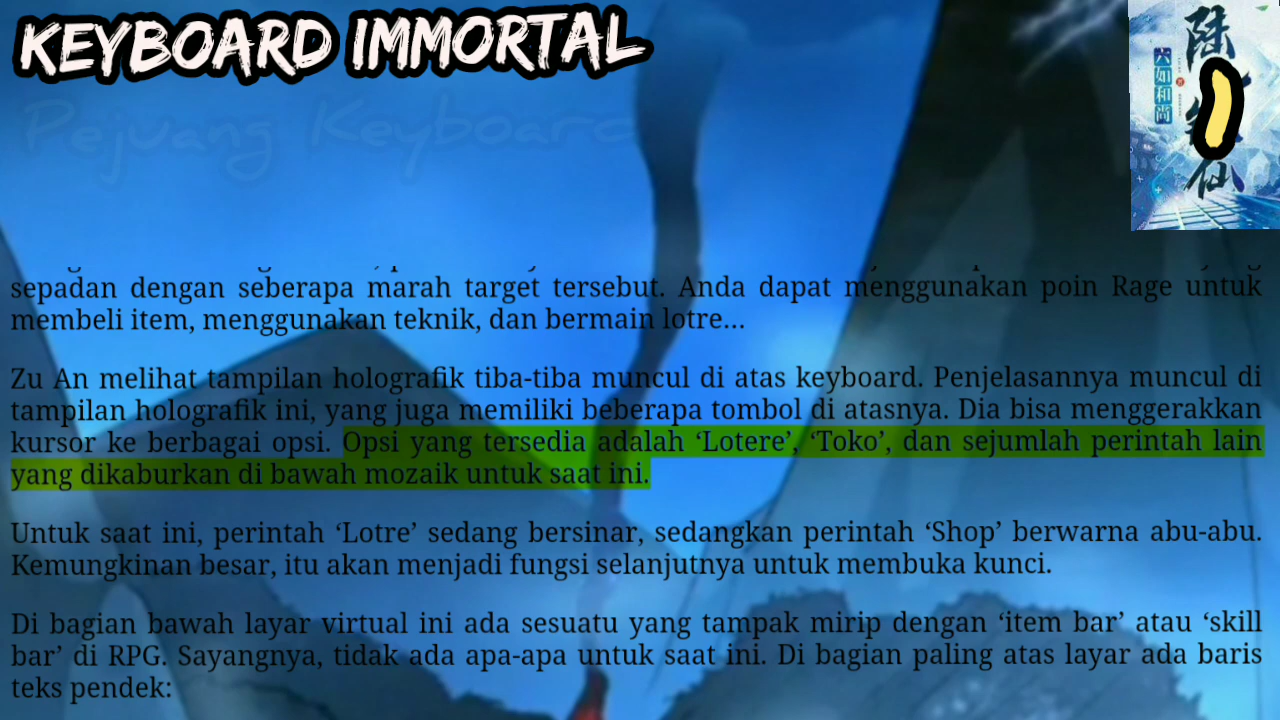 KEYBOARD IMMORTAL
Pejuang Keyboard
六如和尚
仙
sepadan dengan seberapa marah target tersebut. Anda dapat menggunakan poin Rage untuk
membeli item, menggunakan teknik, dan bermain lotre...
Zu An melihat tampilan holografik tiba-tiba muncul di atas keyboard. Penjelasannya muncul di
tampilan holografik ini, yang juga memiliki beberapa tombol di atasnya. Dia bisa menggerakkan
kursor ke berbagai opsi. Opsi yang tersedia adalah ‘Lotere’, ‘Toko’, dan sejumlah perintah lain
yang dikaburkan di bawah mozaik untuk saat ini.
Untuk saat ini, perintah ‘Lotre’ sedang bersinar, sedangkan perintah ‘Shop’ berwarna abu-abu.
Kemungkinan besar, itu akan menjadi fungsi selanjutnya untuk membuka kunci.
Di bagian bawah layar virtual ini ada sesuatu yang tampak mirip dengan ‘item bar’ atau ‘skill
bar’ di RPG. Sayangnya, tidak ada apa-apa untuk saat ini. Di bagian paling atas layar ada baris
teks pendek: